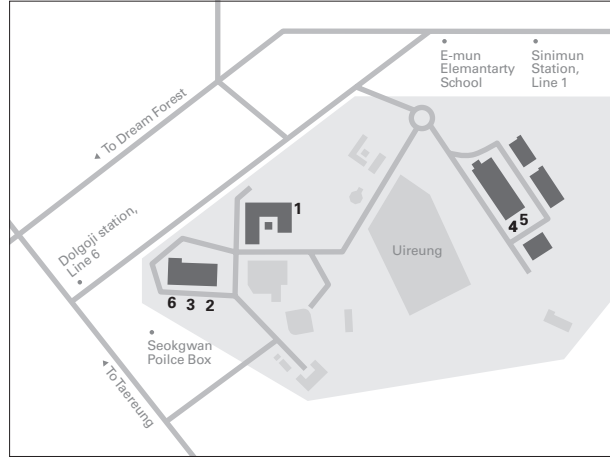 E-mun
Elemantarty
School
Sinimun
Station,
Line 1
To Dream Forest
Dolgoji station,
Line 6
1
4 5
Uireung
6 3 2
Seokgwan
Poilce Box
To Taereung